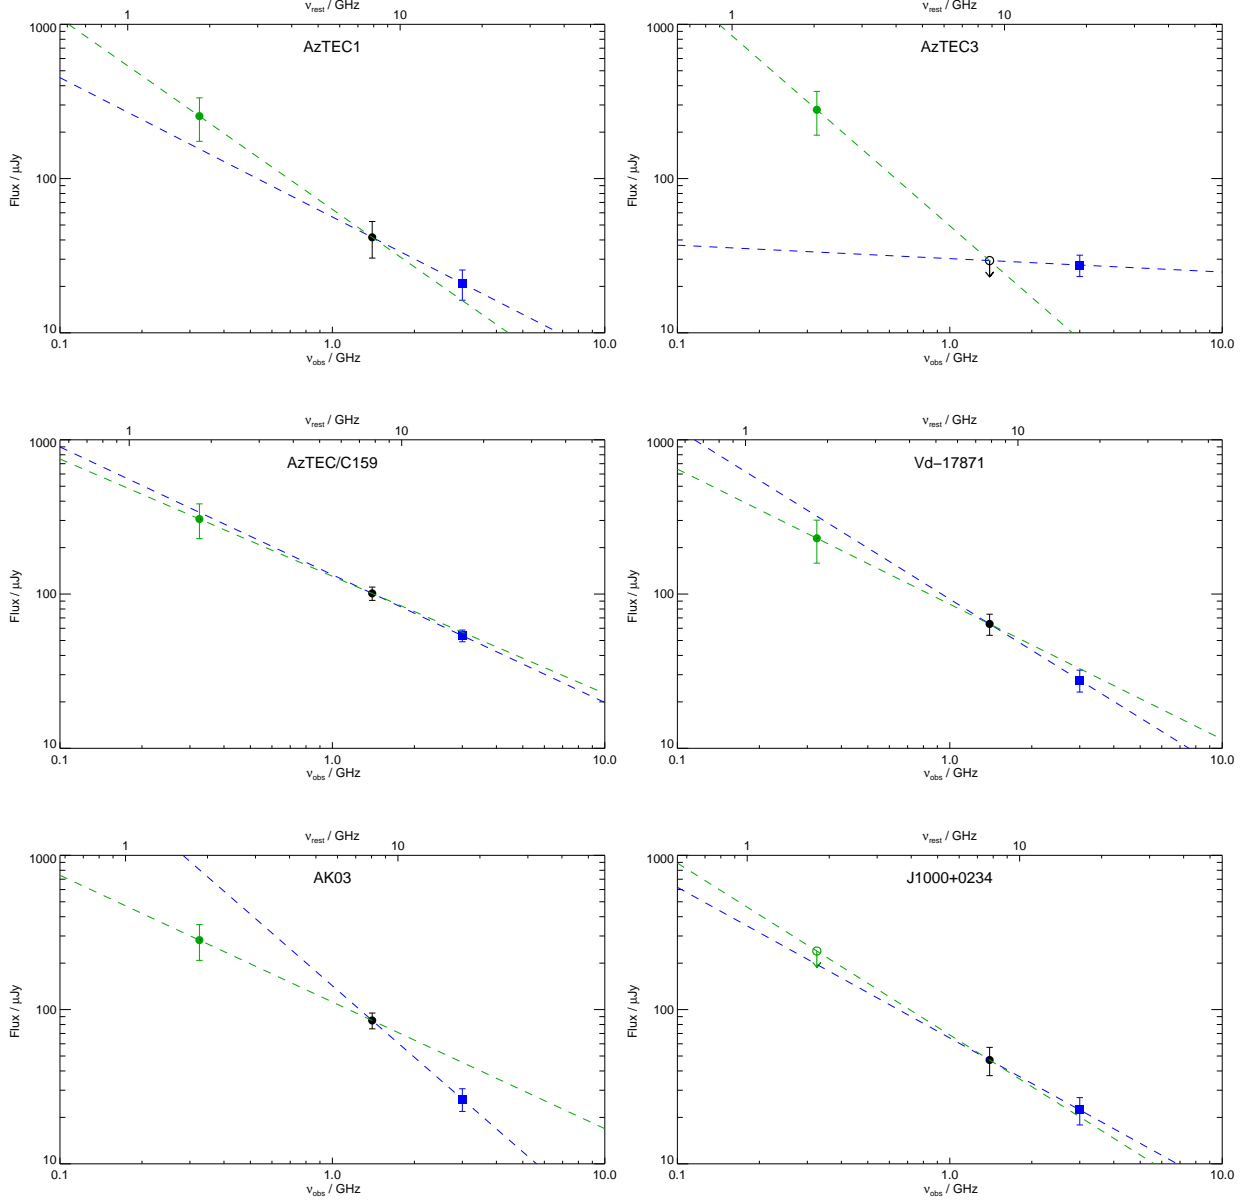 ν_rest / GHz
1 10
AzTEC1
1000
100
10
Flux / μJy
0.1 1.0 10.0
ν_obs / GHz
ν_rest / GHz
1 10
AzTEC3
1000
100
10
Flux / μJy
0.1 1.0 10.0
ν_obs / GHz
ν_rest / GHz
1 10
AzTEC/C159
1000
100
10
Flux / μJy
0.1 1.0 10.0
ν_obs / GHz
ν_rest / GHz
1 10
Vd−17871
1000
100
10
Flux / μJy
0.1 1.0 10.0
ν_obs / GHz
ν_rest / GHz
1 10
AK03
1000
100
10
Flux / μJy
0.1 1.0 10.0
ν_obs / GHz
ν_rest / GHz
1 10
J1000+0234
1000
100
10
Flux / μJy
0.1 1.0 10.0
ν_obs / GHz